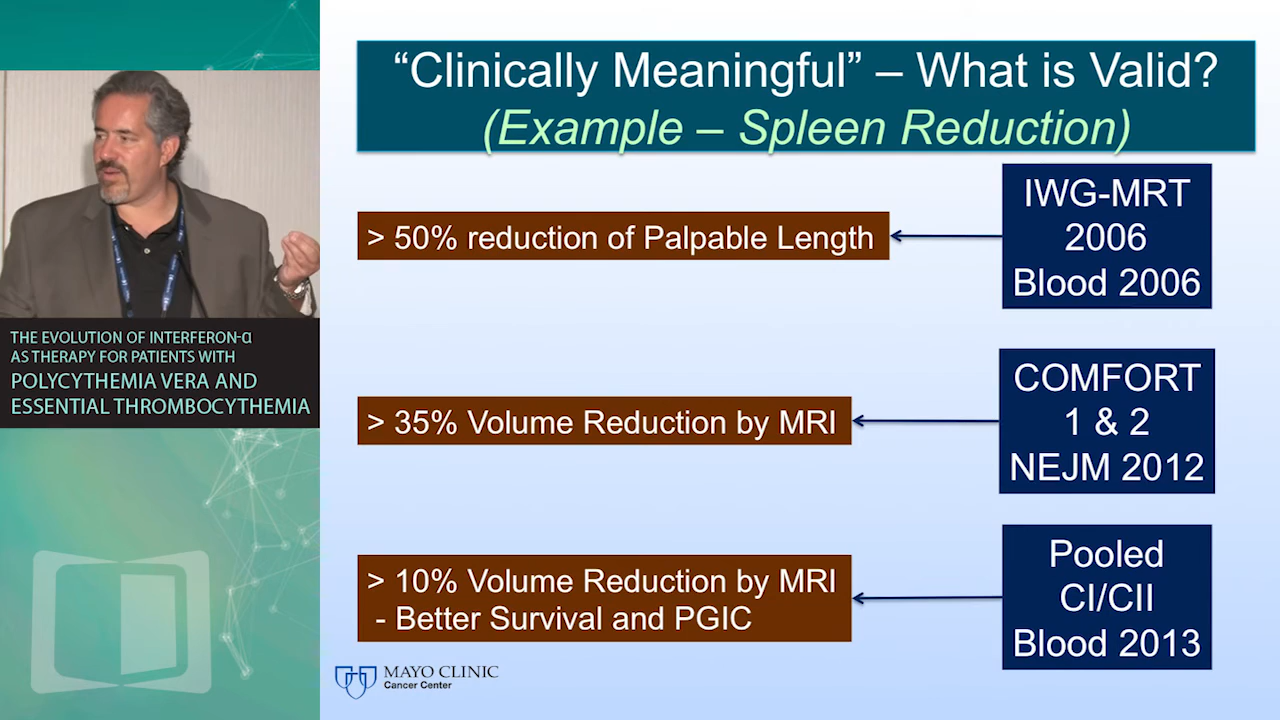 “Clinically Meaningful” – What is Valid?
(Example – Spleen Reduction)
> 50% reduction of Palpable Length
IWG-MRT
2006
Blood 2006
> 35% Volume Reduction by MRI
COMFORT
1 & 2
NEJM 2012
> 10% Volume Reduction by MRI
- Better Survival and PGIC
Pooled
CI/CII
Blood 2013
MAYO CLINIC
Cancer Center
THE EVOLUTION OF INTERFERON-α
AS THERAPY FOR PATIENTS WITH
POLYCYTHEMIA VERA AND
ESSENTIAL THROMBOCYTHEMIA